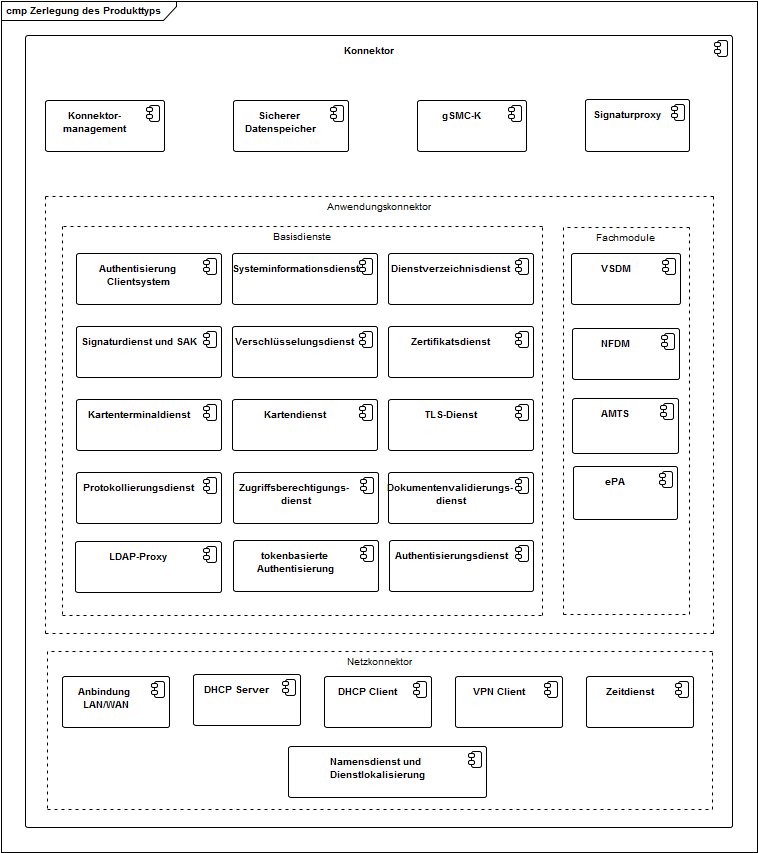 cmp Zerlegung des Produkttyps
Konnektor
Konnektor-
management
Sicherer
Datenspeicher
gSMC-K
Signaturproxy
Anwendungskonnektor
Basisdienste
Fachmodule
Authentisierung
Clientsystem
Systeminformationsdienst
Dienstverzeichnisdienst
VSDM
Signaturdienst und SAK
Verschlüsselungsdienst
Zertifikatsdienst
NFDM
Kartenterminaldienst
Kartendienst
TLS-Dienst
AMTS
Protokollierungsdienst
Zugriffsberechtigungs-
dienst
Dokumentenvalidierungs-
dienst
ePA
LDAP-Proxy
tokenbasierte
Authentisierung
Authentisierungsdienst
Netzkonnektor
Anbindung
LAN/WAN
DHCP Server
DHCP Client
VPN Client
Zeitdienst
Namensdienst und
Dienstlokalisierung